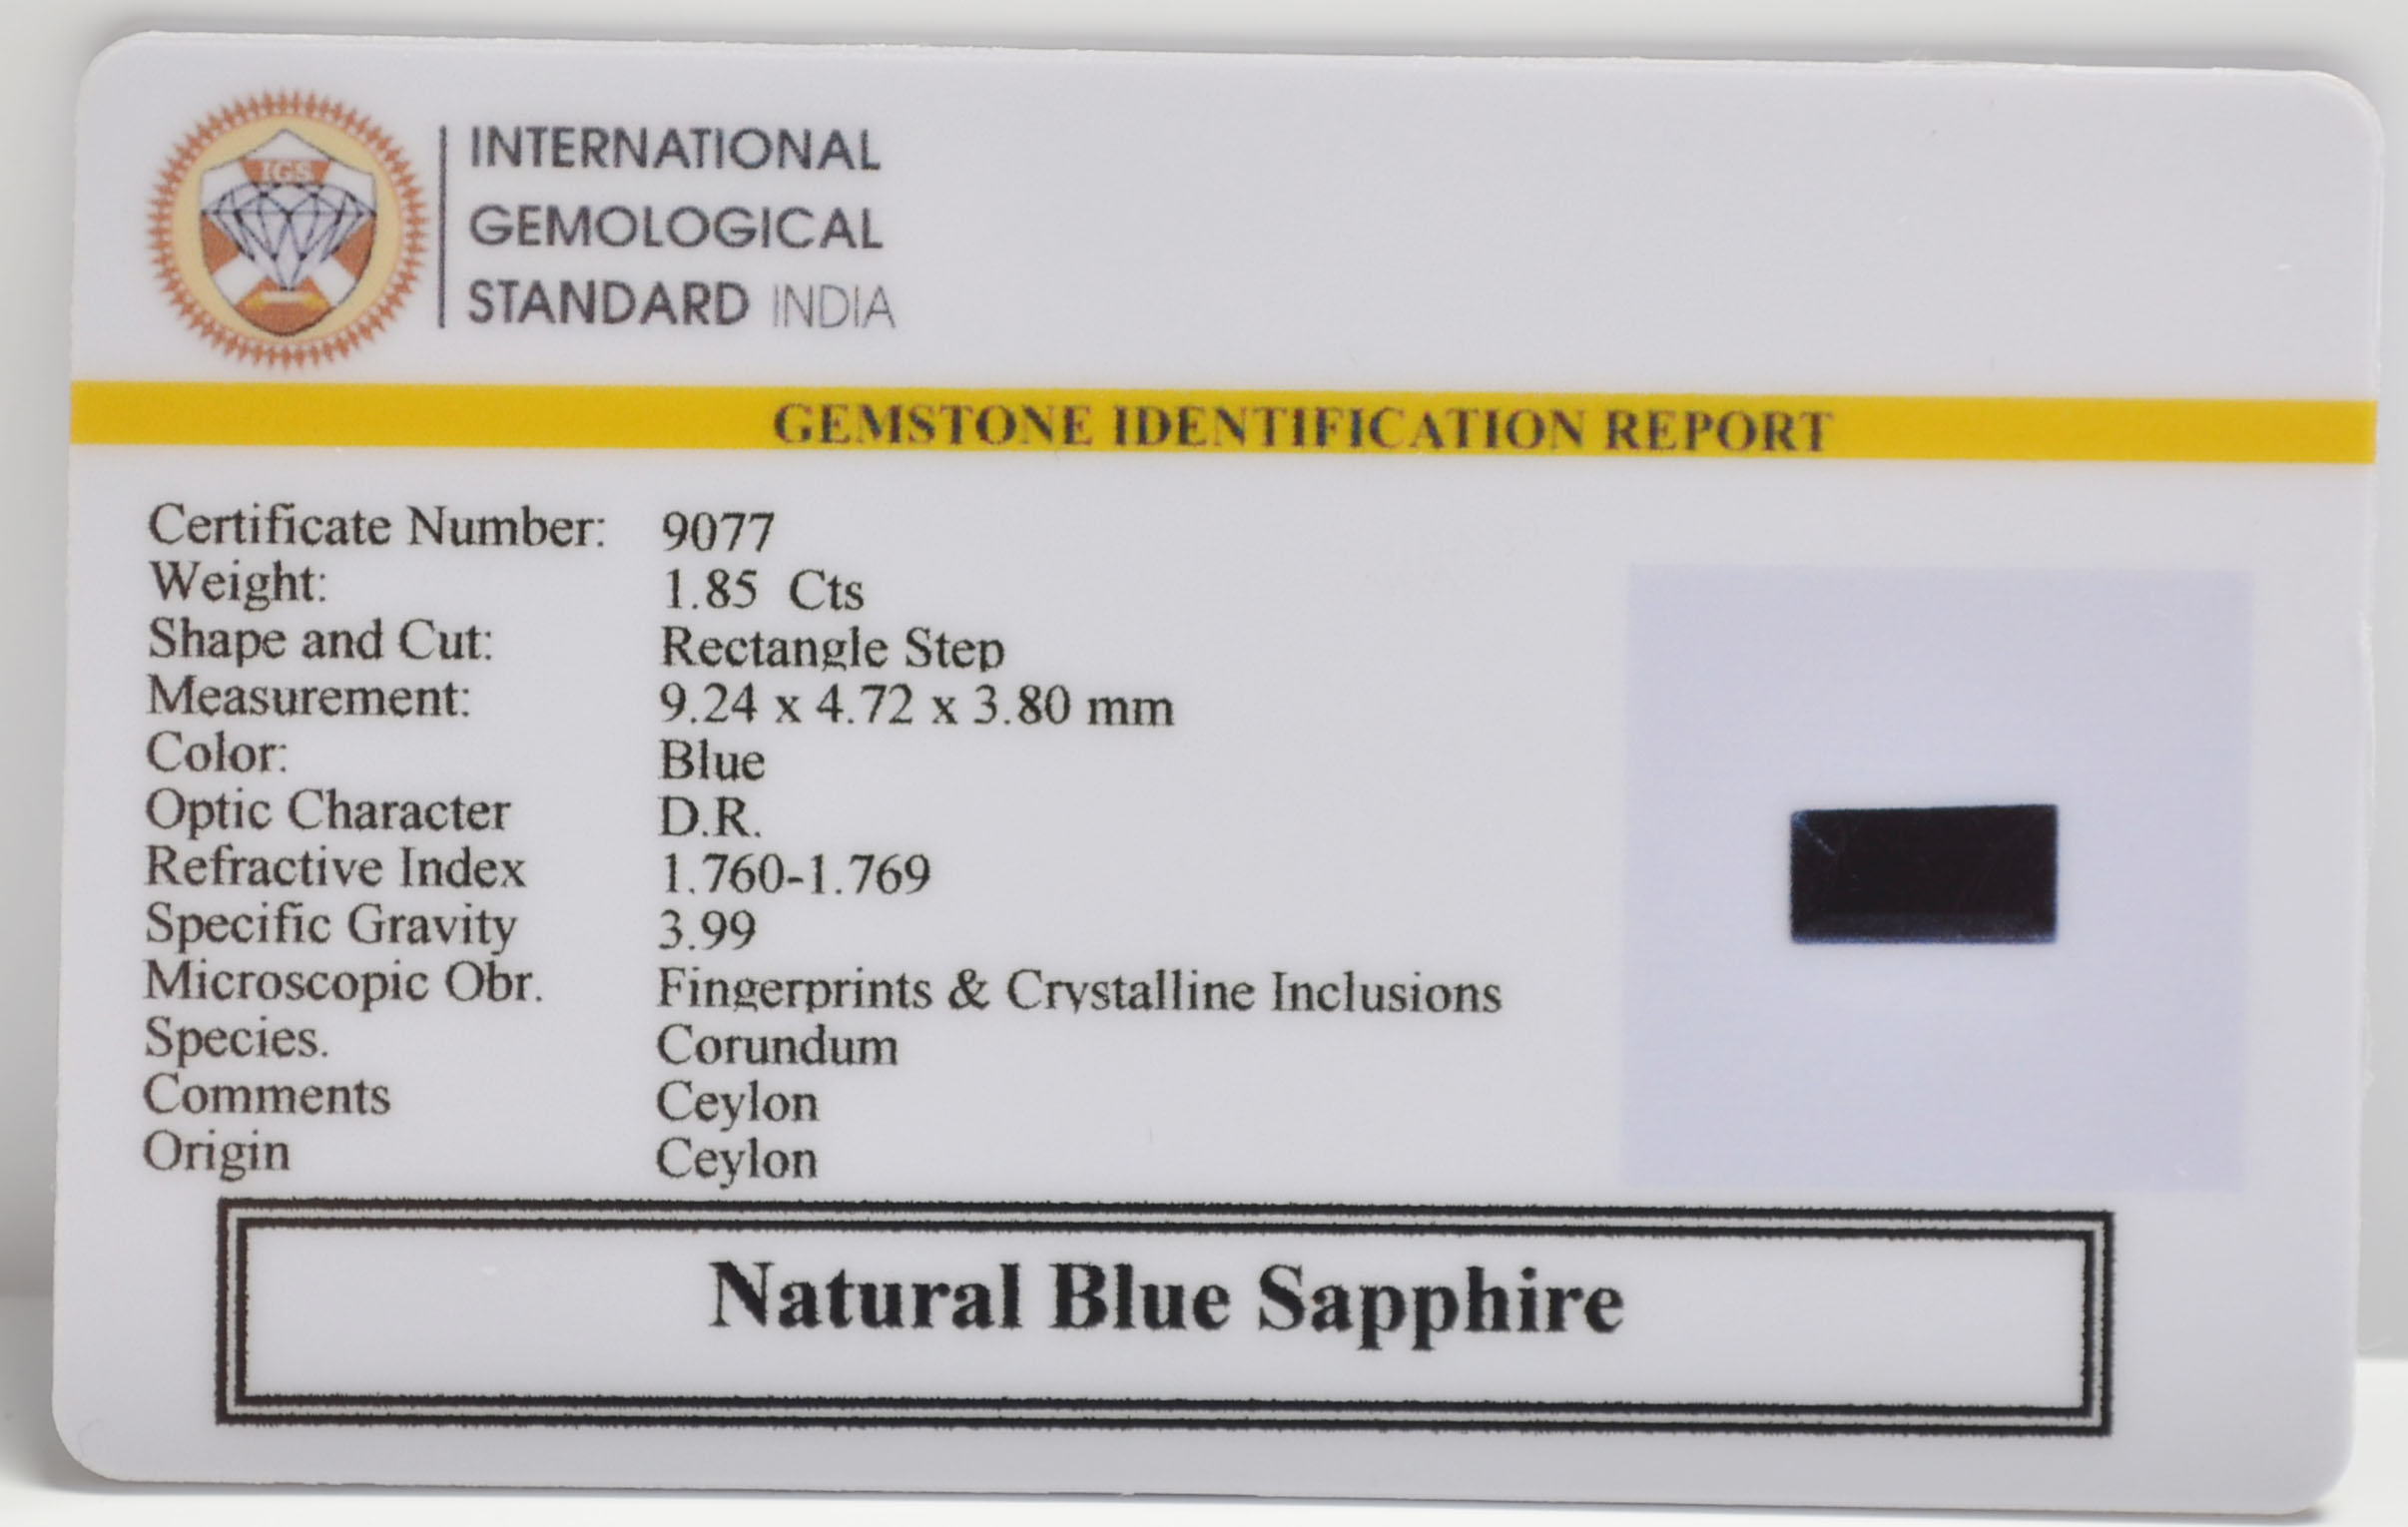 IGS
INTERNATIONAL
GEMOLOGICAL
STANDARD INDIA
GEMSTONE IDENTIFICATION REPORT
Certificate Number: 9077
Weight: 1.85 Cts
Shape and Cut: Rectangle Step
Measurement: 9.24 x 4.72 x 3.80 mm
Color: Blue
Optic Character D.R.
Refractive Index 1.760-1.769
Specific Gravity 3.99
Microscopic Obr. Fingerprints & Crystalline Inclusions
Species. Corundum
Comments Ceylon
Origin Ceylon
Natural Blue Sapphire